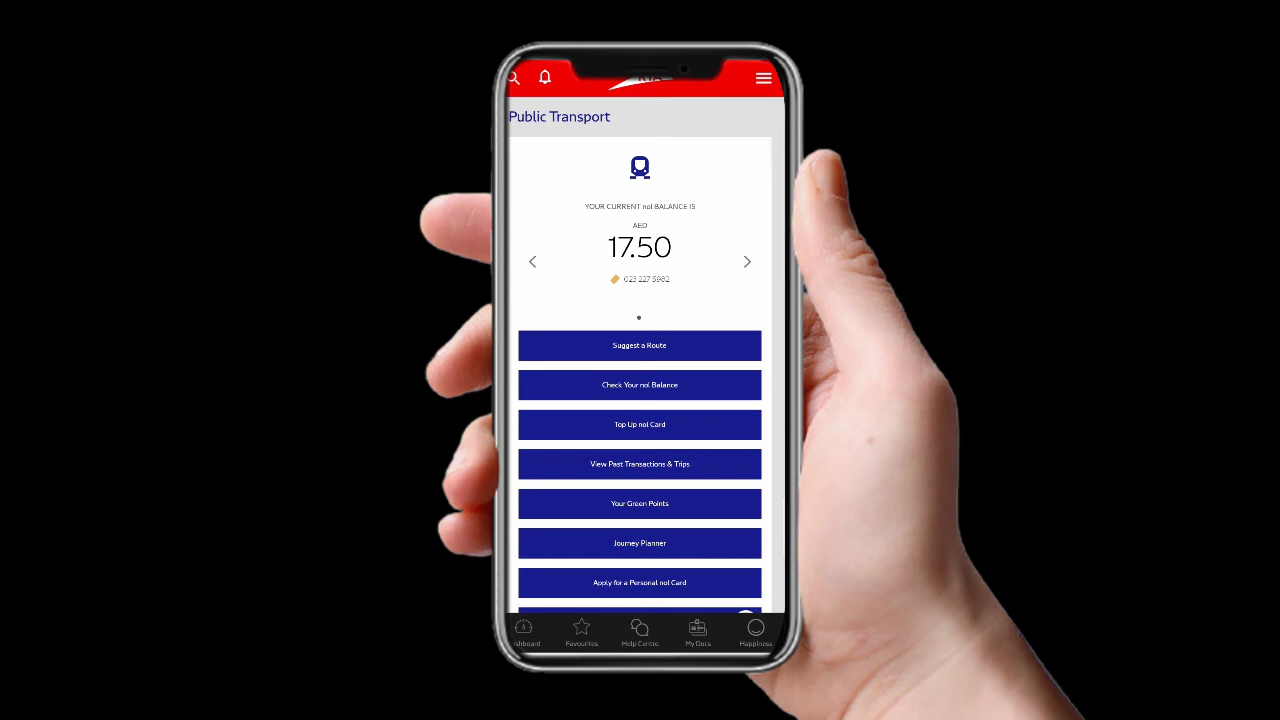 Public Transport
YOUR CURRENT nol BALANCE IS
AED
17.50
023 227 5982
Suggest a Route
Check Your nol Balance
Top Up nol Card
View Past Transactions & Trips
Your Green Points
Journey Planner
Apply for a Personal nol Card
shboard Favourites Help Centre My Docs Happiness